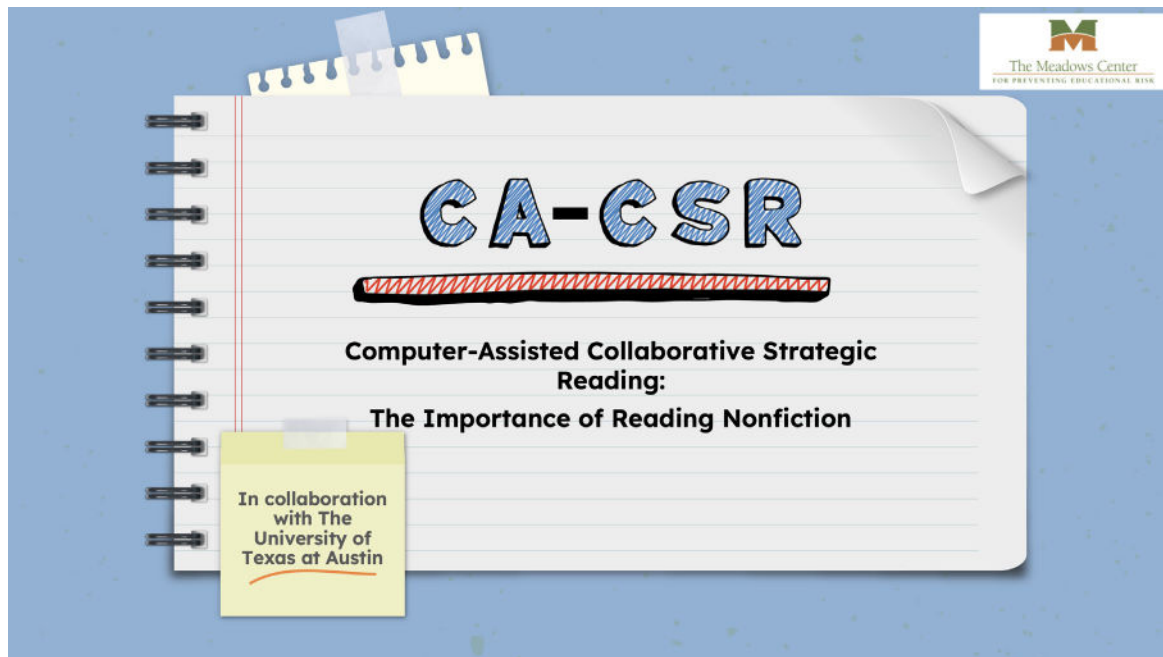 The Meadows Center
FOR PREVENTING EDUCATIONAL RISK
CA-CSR
Computer-Assisted Collaborative Strategic
Reading:
The Importance of Reading Nonfiction
In collaboration
with The
University of
Texas at Austin